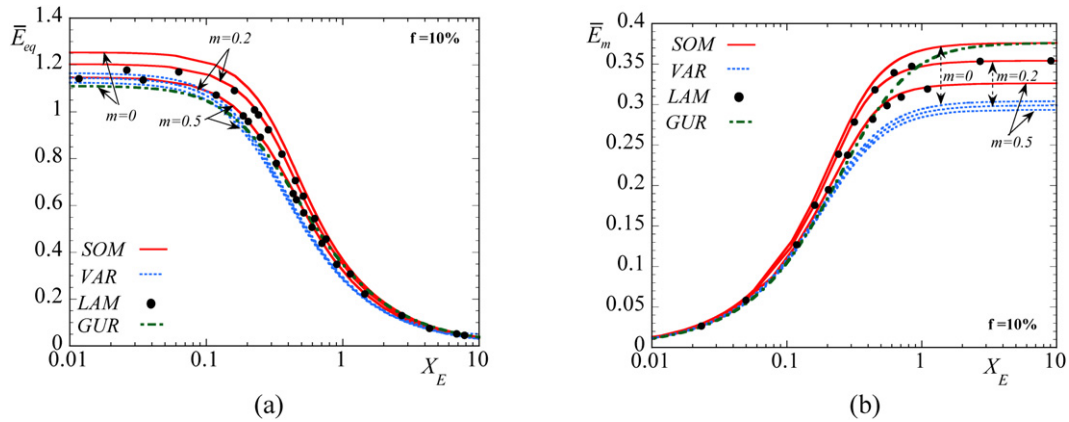 Ē_eq
f =10%
1.4
1.2
1
0.8
0.6
0.4
0.2
0
m=0.2
m=0.5
m=0
SOM
VAR
LAM
GUR
0.01
0.1
1
10
X_E
(a)
Ē_m
0.4
0.35
0.3
0.25
0.2
0.15
0.1
0.05
0
SOM
VAR
LAM
GUR
m=0
m=0.2
m=0.5
f =10%
0.01
0.1
1
10
X_E
(b)